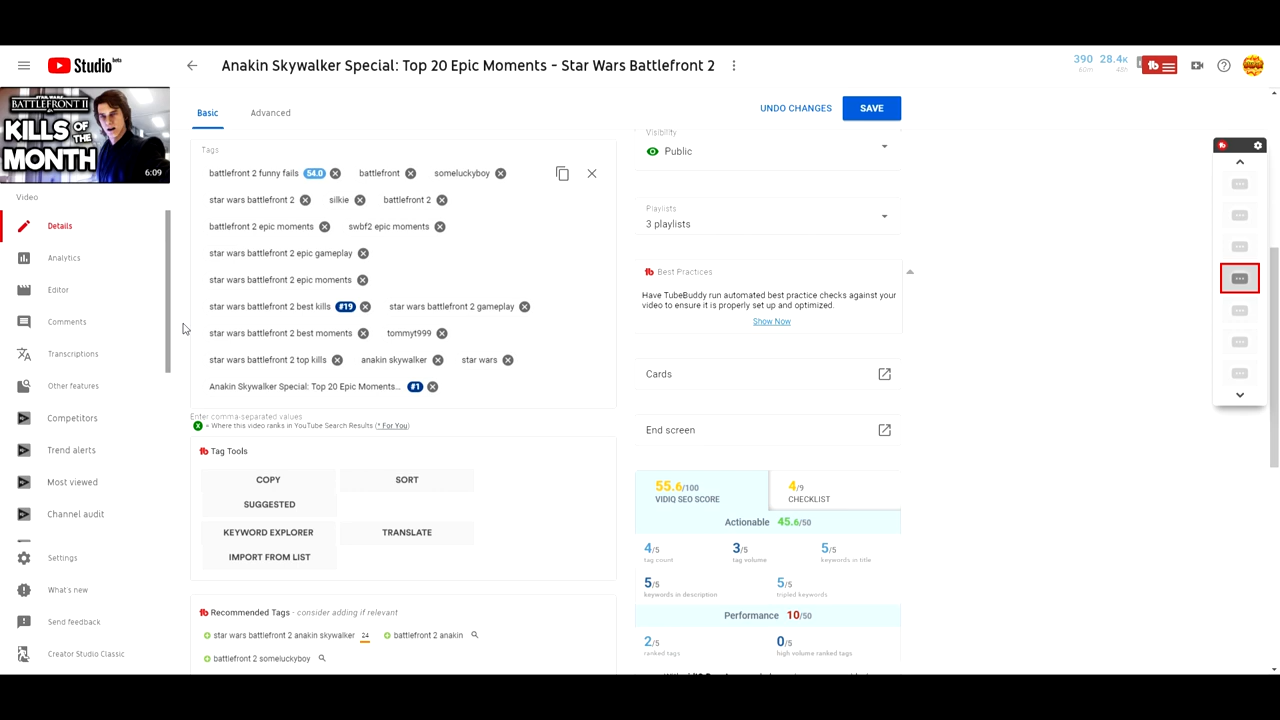 Studio beta
Anakin Skywalker Special: Top 20 Epic Moments - Star Wars Battlefront 2
390 28.4k
60m 48h
tb
BATTLEFRONT II
KILLS OF THE MONTH
6:09
Video
Details
Analytics
Editor
Comments
Transcriptions
Other features
Competitors
Trend alerts
Most viewed
Channel audit
Settings
What's new
Send feedback
Creator Studio Classic
Basic Advanced
UNDO CHANGES SAVE
Tags
battlefront 2 funny fails 54.0 battlefront someluckyboy
star wars battlefront 2 silkie battlefront 2
battlefront 2 epic moments swbf2 epic moments
star wars battlefront 2 epic gameplay
star wars battlefront 2 epic moments
star wars battlefront 2 best kills #19 star wars battlefront 2 gameplay
star wars battlefront 2 best moments tommyt999
star wars battlefront 2 top kills anakin skywalker star wars
Anakin Skywalker Special: Top 20 Epic Moments... #1
Enter comma-separated values
X = Where this video ranks in YouTube Search Results (* For You)
tb Tag Tools
COPY SORT
SUGGESTED
KEYWORD EXPLORER TRANSLATE
IMPORT FROM LIST
tb Recommended Tags - consider adding if relevant
star wars battlefront 2 anakin skywalker 24 battlefront 2 anakin
battlefront 2 someluckyboy
Visibility
Public
Playlists
3 playlists
tb Best Practices
Have TubeBuddy run automated best practice checks against your
video to ensure it is properly set up and optimized.
Show Now
Cards
End screen
55.6/100 4/9
VIDIQ SEO SCORE CHECKLIST
Actionable 45.6/50
4/5 3/5 5/5
tag count tag volume keywords in title
5/5 5/5
keywords in description tripled keywords
Performance 10/50
2/5 0/5
ranked tags high volume ranked tags